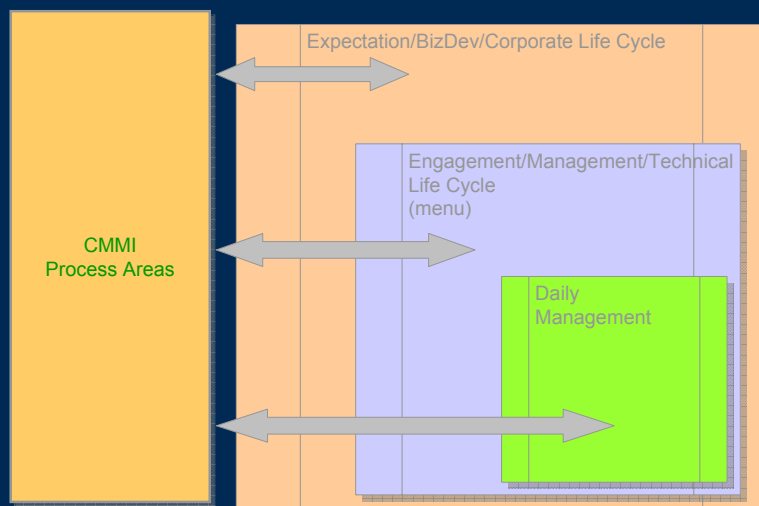 Expectation/BizDev/Corporate Life Cycle
Engagement/Management/Technical
Life Cycle
(menu)
CMMI
Process Areas
Daily
Management